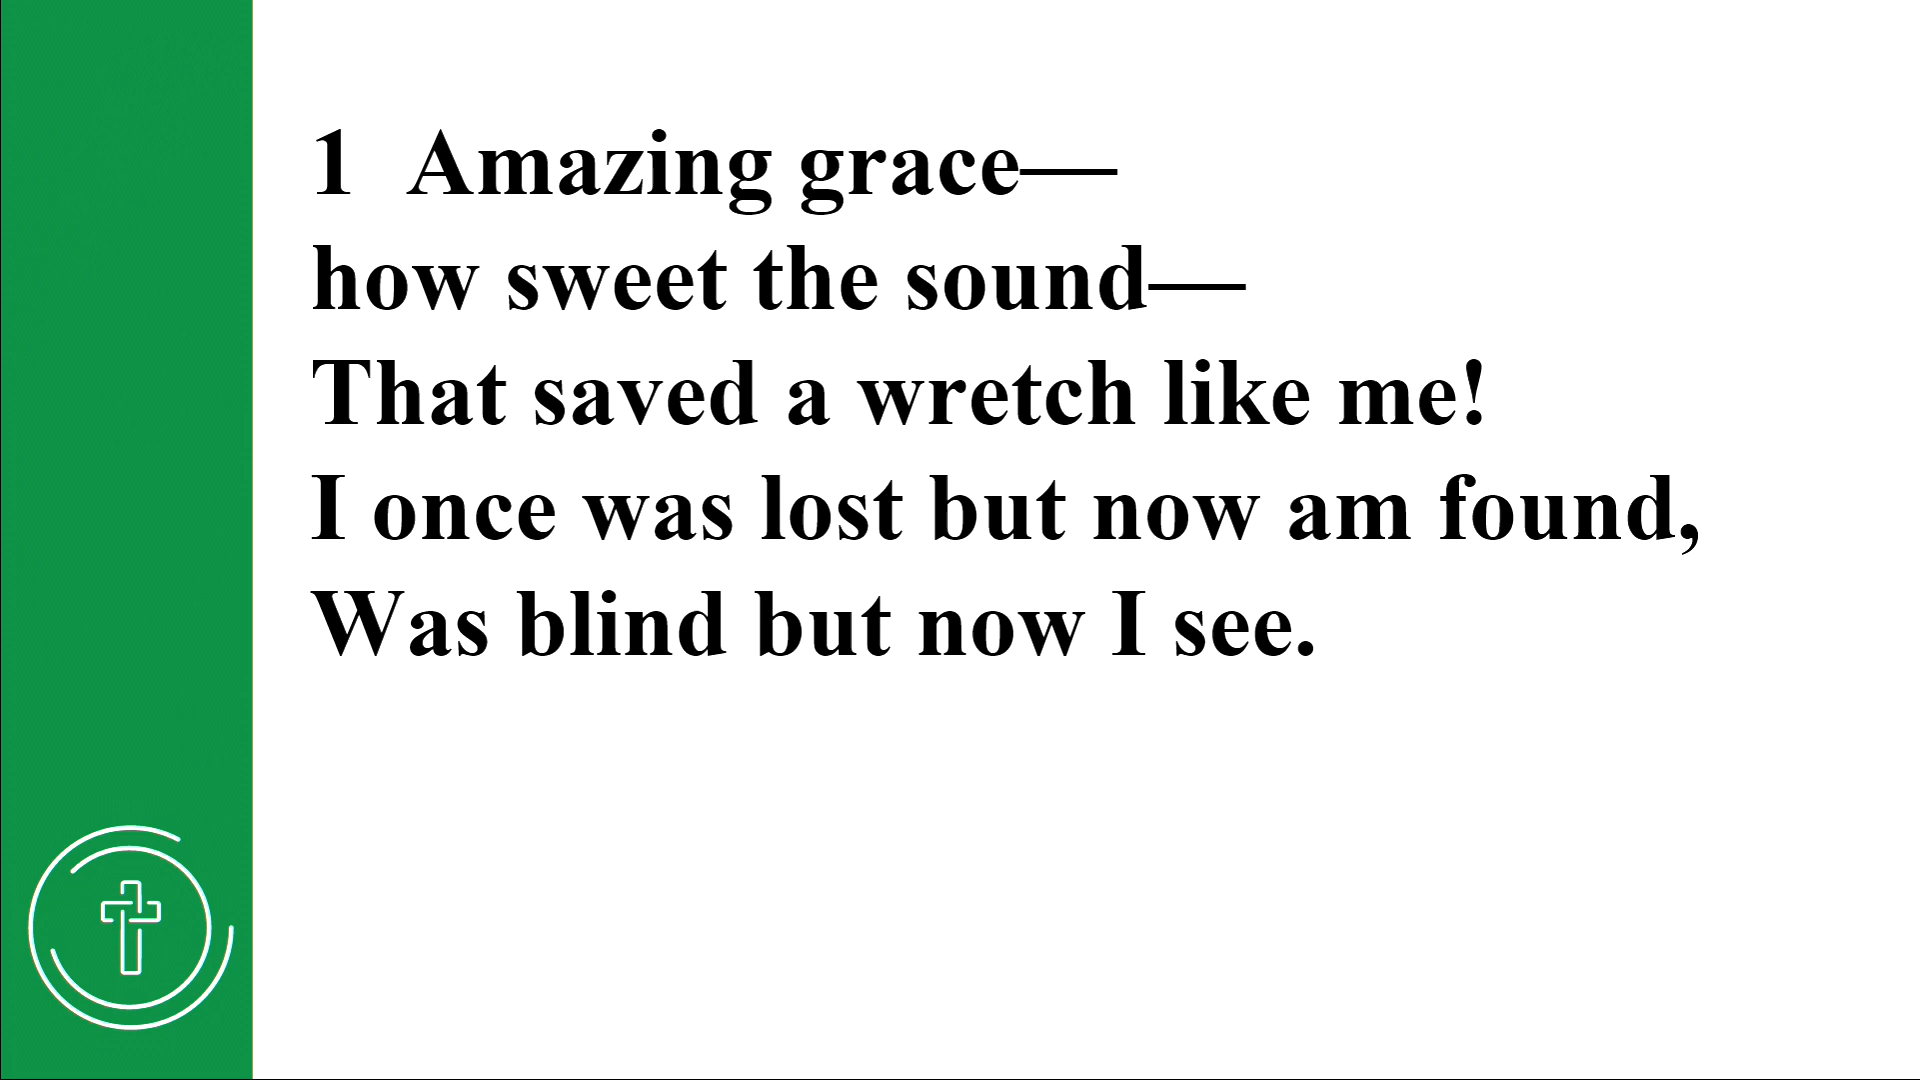 1  Amazing grace—
how sweet the sound—
That saved a wretch like me!
I once was lost but now am found,
Was blind but now I see.